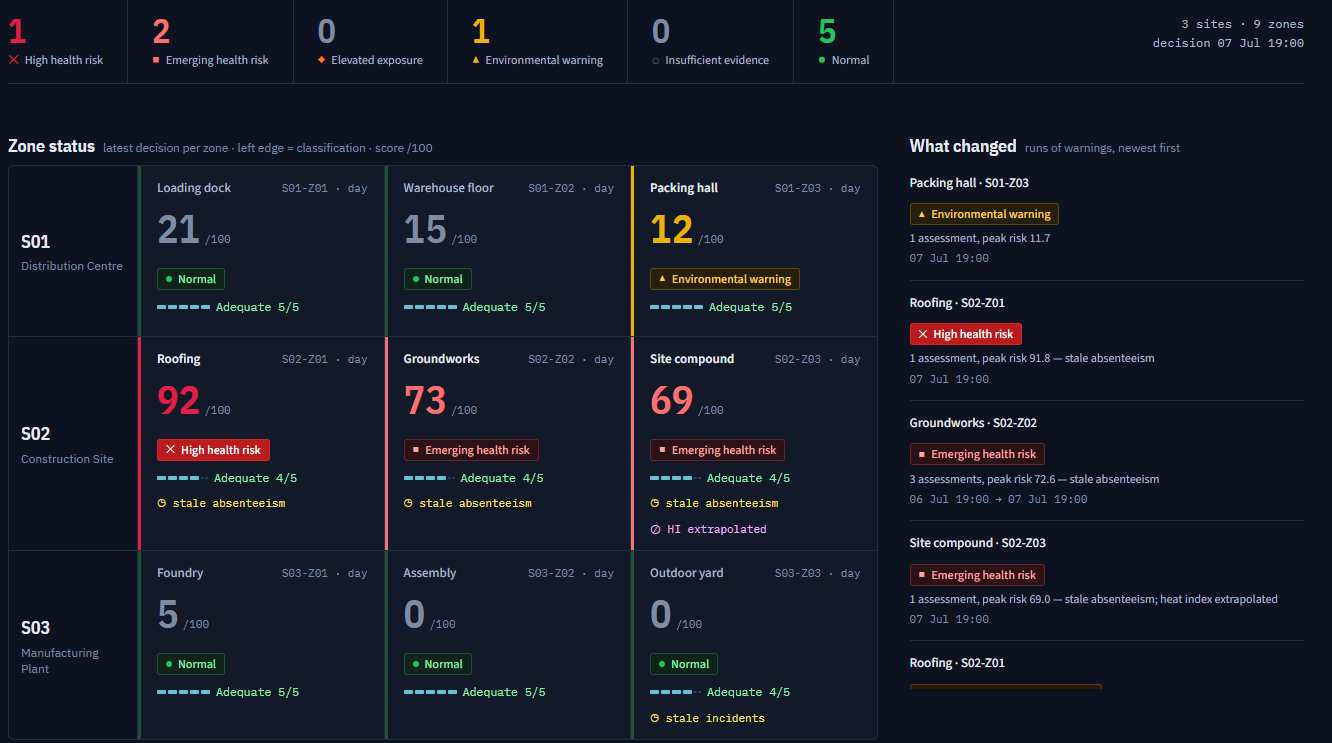 1
High health risk
2
Emerging health risk
0
Elevated exposure
1
Environmental warning
0
Insufficient evidence
5
Normal
3 sites · 9 zones
decision 07 Jul 19:00
Zone status latest decision per zone · left edge = classification · score /100
S01
Distribution Centre
Loading dock S01-Z01 · day
21 /100
Normal
Adequate 5/5
Warehouse floor S01-Z02 · day
15 /100
Normal
Adequate 5/5
Packing hall S01-Z03 · day
12 /100
Environmental warning
Adequate 5/5
S02
Construction Site
Roofing S02-Z01 · day
92 /100
High health risk
Adequate 4/5
stale absenteeism
Groundworks S02-Z02 · day
73 /100
Emerging health risk
Adequate 4/5
stale absenteeism
Site compound S02-Z03 · day
69 /100
Emerging health risk
Adequate 4/5
stale absenteeism
HI extrapolated
S03
Manufacturing
Plant
Foundry S03-Z01 · day
5 /100
Normal
Adequate 5/5
Assembly S03-Z02 · day
0 /100
Normal
Adequate 5/5
Outdoor yard S03-Z03 · day
0 /100
Normal
Adequate 4/5
stale incidents
What changed runs of warnings, newest first
Packing hall · S01-Z03
Environmental warning
1 assessment, peak risk 11.7
07 Jul 19:00
Roofing · S02-Z01
High health risk
1 assessment, peak risk 91.8 — stale absenteeism
07 Jul 19:00
Groundworks · S02-Z02
Emerging health risk
3 assessments, peak risk 72.6 — stale absenteeism
06 Jul 19:00 → 07 Jul 19:00
Site compound · S02-Z03
Emerging health risk
1 assessment, peak risk 69.0 — stale absenteeism; heat index extrapolated
07 Jul 19:00
Roofing · S02-Z01